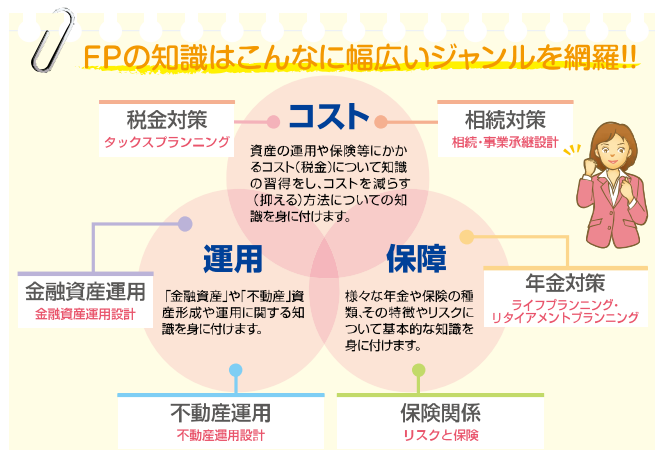 FPの知識はこんなに幅広いジャンルを網羅!!
税金対策
タックスプランニング
コスト
資産の運用や保険等にかか
るコスト(税金)について知識
の習得をし、コストを減らす
(抑える)方法についての知
識を身に付けます。
相続対策
相続・事業承継設計
運用
「金融資産」や「不動産」資
産形成や運用に関する知
識を身に付けます。
保障
様々な年金や保険の種
類、その特徴やリスクに
ついて基本的な知識を
身に付けます。
金融資産運用
金融資産運用設計
年金対策
ライフプランニング・
リタイアメントプランニング
不動産運用
不動産運用設計
保険関係
リスクと保険